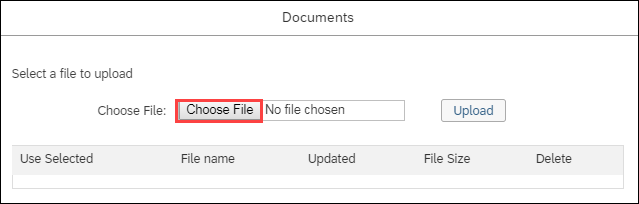 Documents
Select a file to upload
Choose File: Choose File No file chosen Upload
Use Selected File name Updated File Size Delete